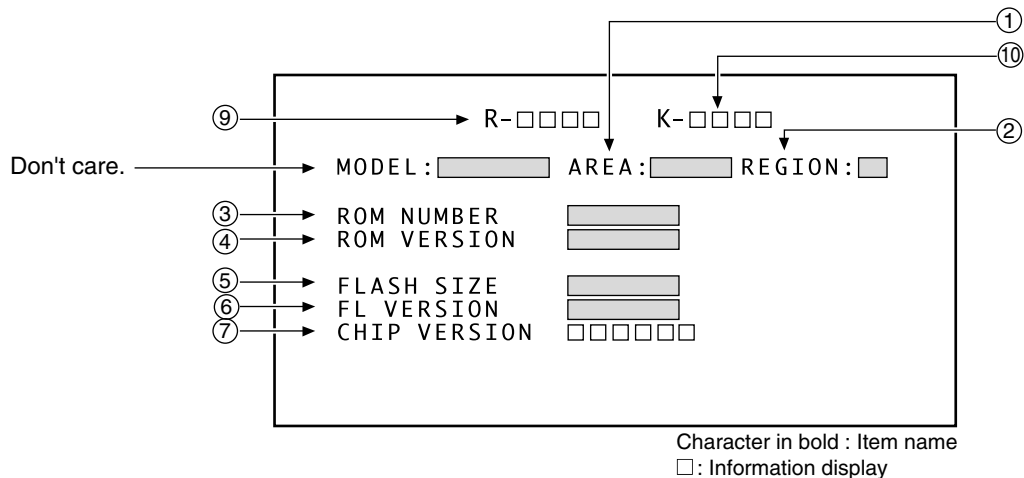 ①
⑩
⑨ R-□□□□ K-□□□□
②
Don't care. MODEL: AREA: REGION:
③ ROM NUMBER
④ ROM VERSION
⑤ FLASH SIZE
⑥ FL VERSION
⑦ CHIP VERSION □□□□□□
Character in bold : Item name
□ : Information display